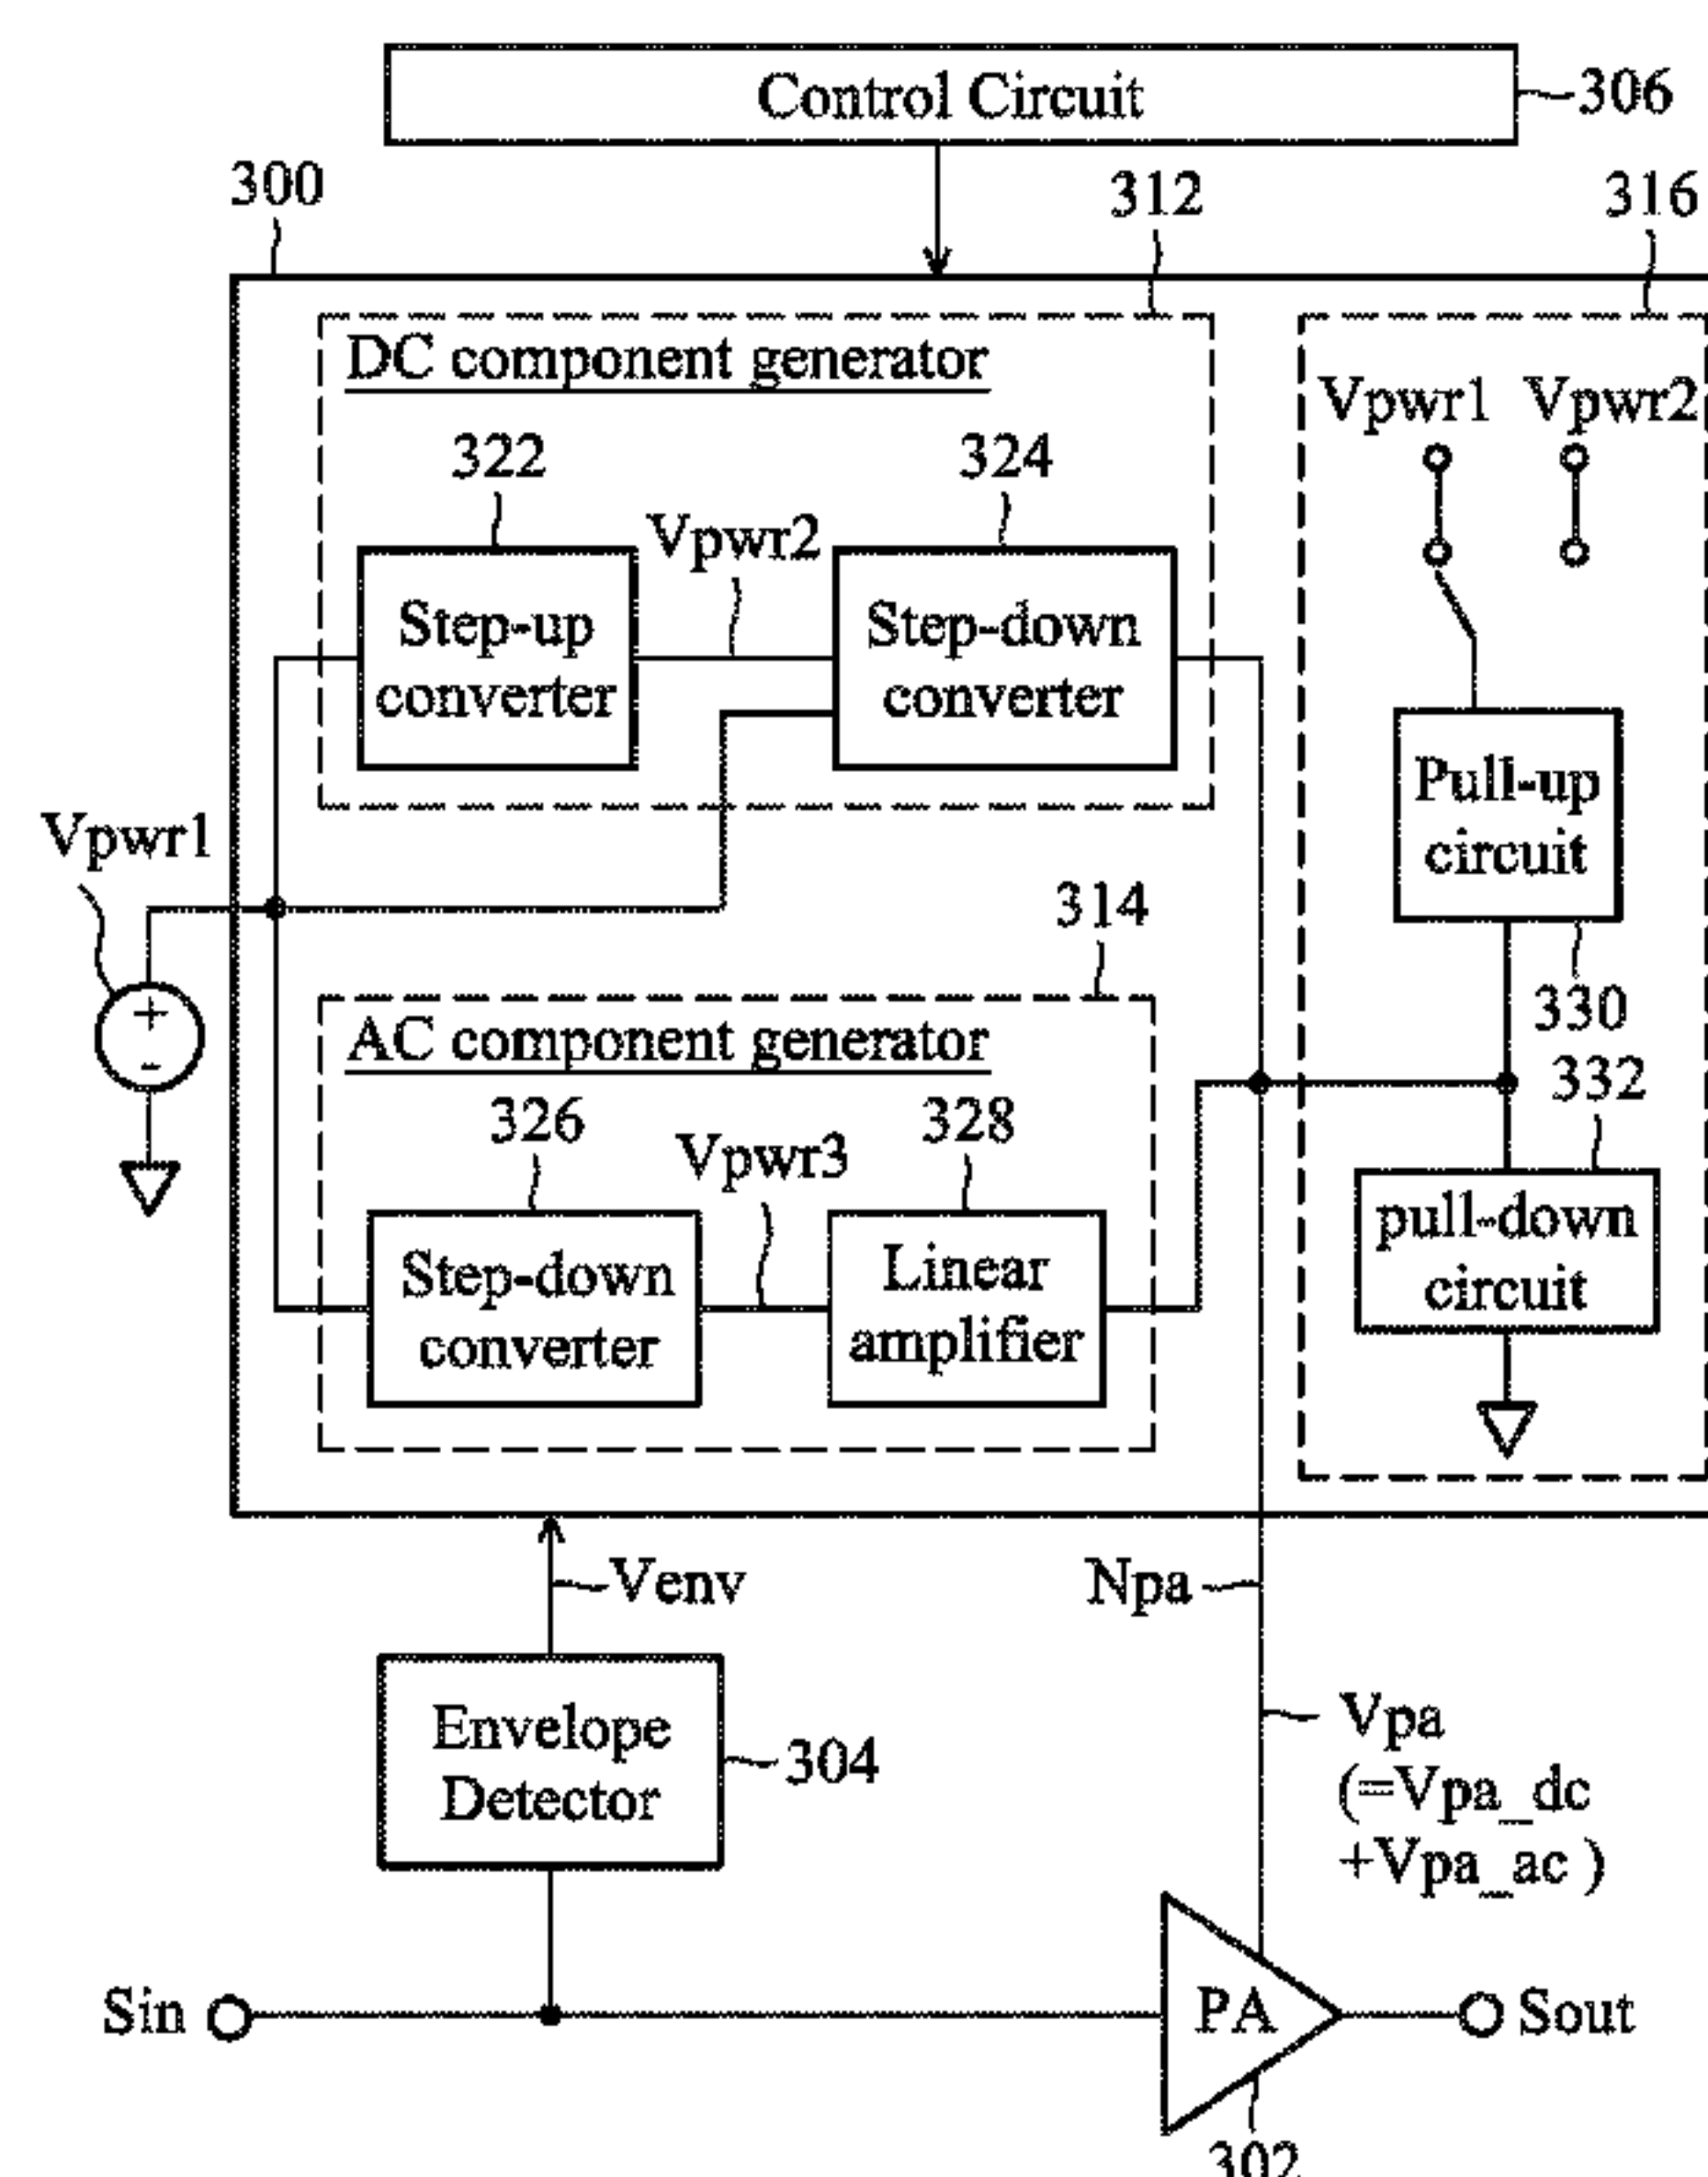 Control Circuit
306
300
312
316
DC component generator
Vpwr1
Vpwr2
322
324
Vpwr2
Step-up
converter
Step-down
converter
Pull-up
circuit
Vpwr1
314
330
AC component generator
332
326
328
Vpwr3
pull-down
circuit
Step-down
converter
Linear
amplifier
+
-
Venv
Npa
Envelope
Detector
304
Vpa
(=Vpa_dc
+Vpa_ac )
Sin
PA
Sout
302